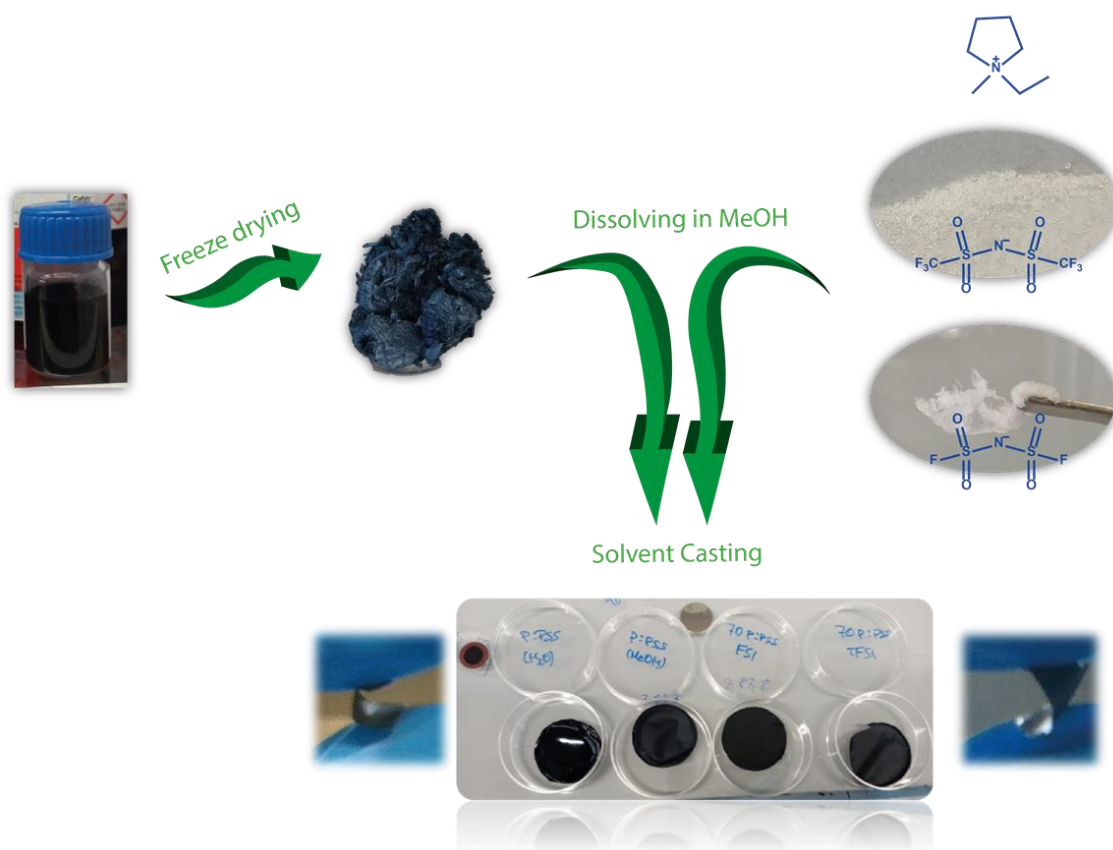 N
+
Freeze drying
Dissolving in MeOH
O O
F₃C S N⁻ S CF₃
O O
O O
F S N⁻ S F
O O
Solvent Casting
P:PSS
(H₂O)
P:PSS
(MeOH)
70 P:PSS
FSI
70 P:PSS
TFSI